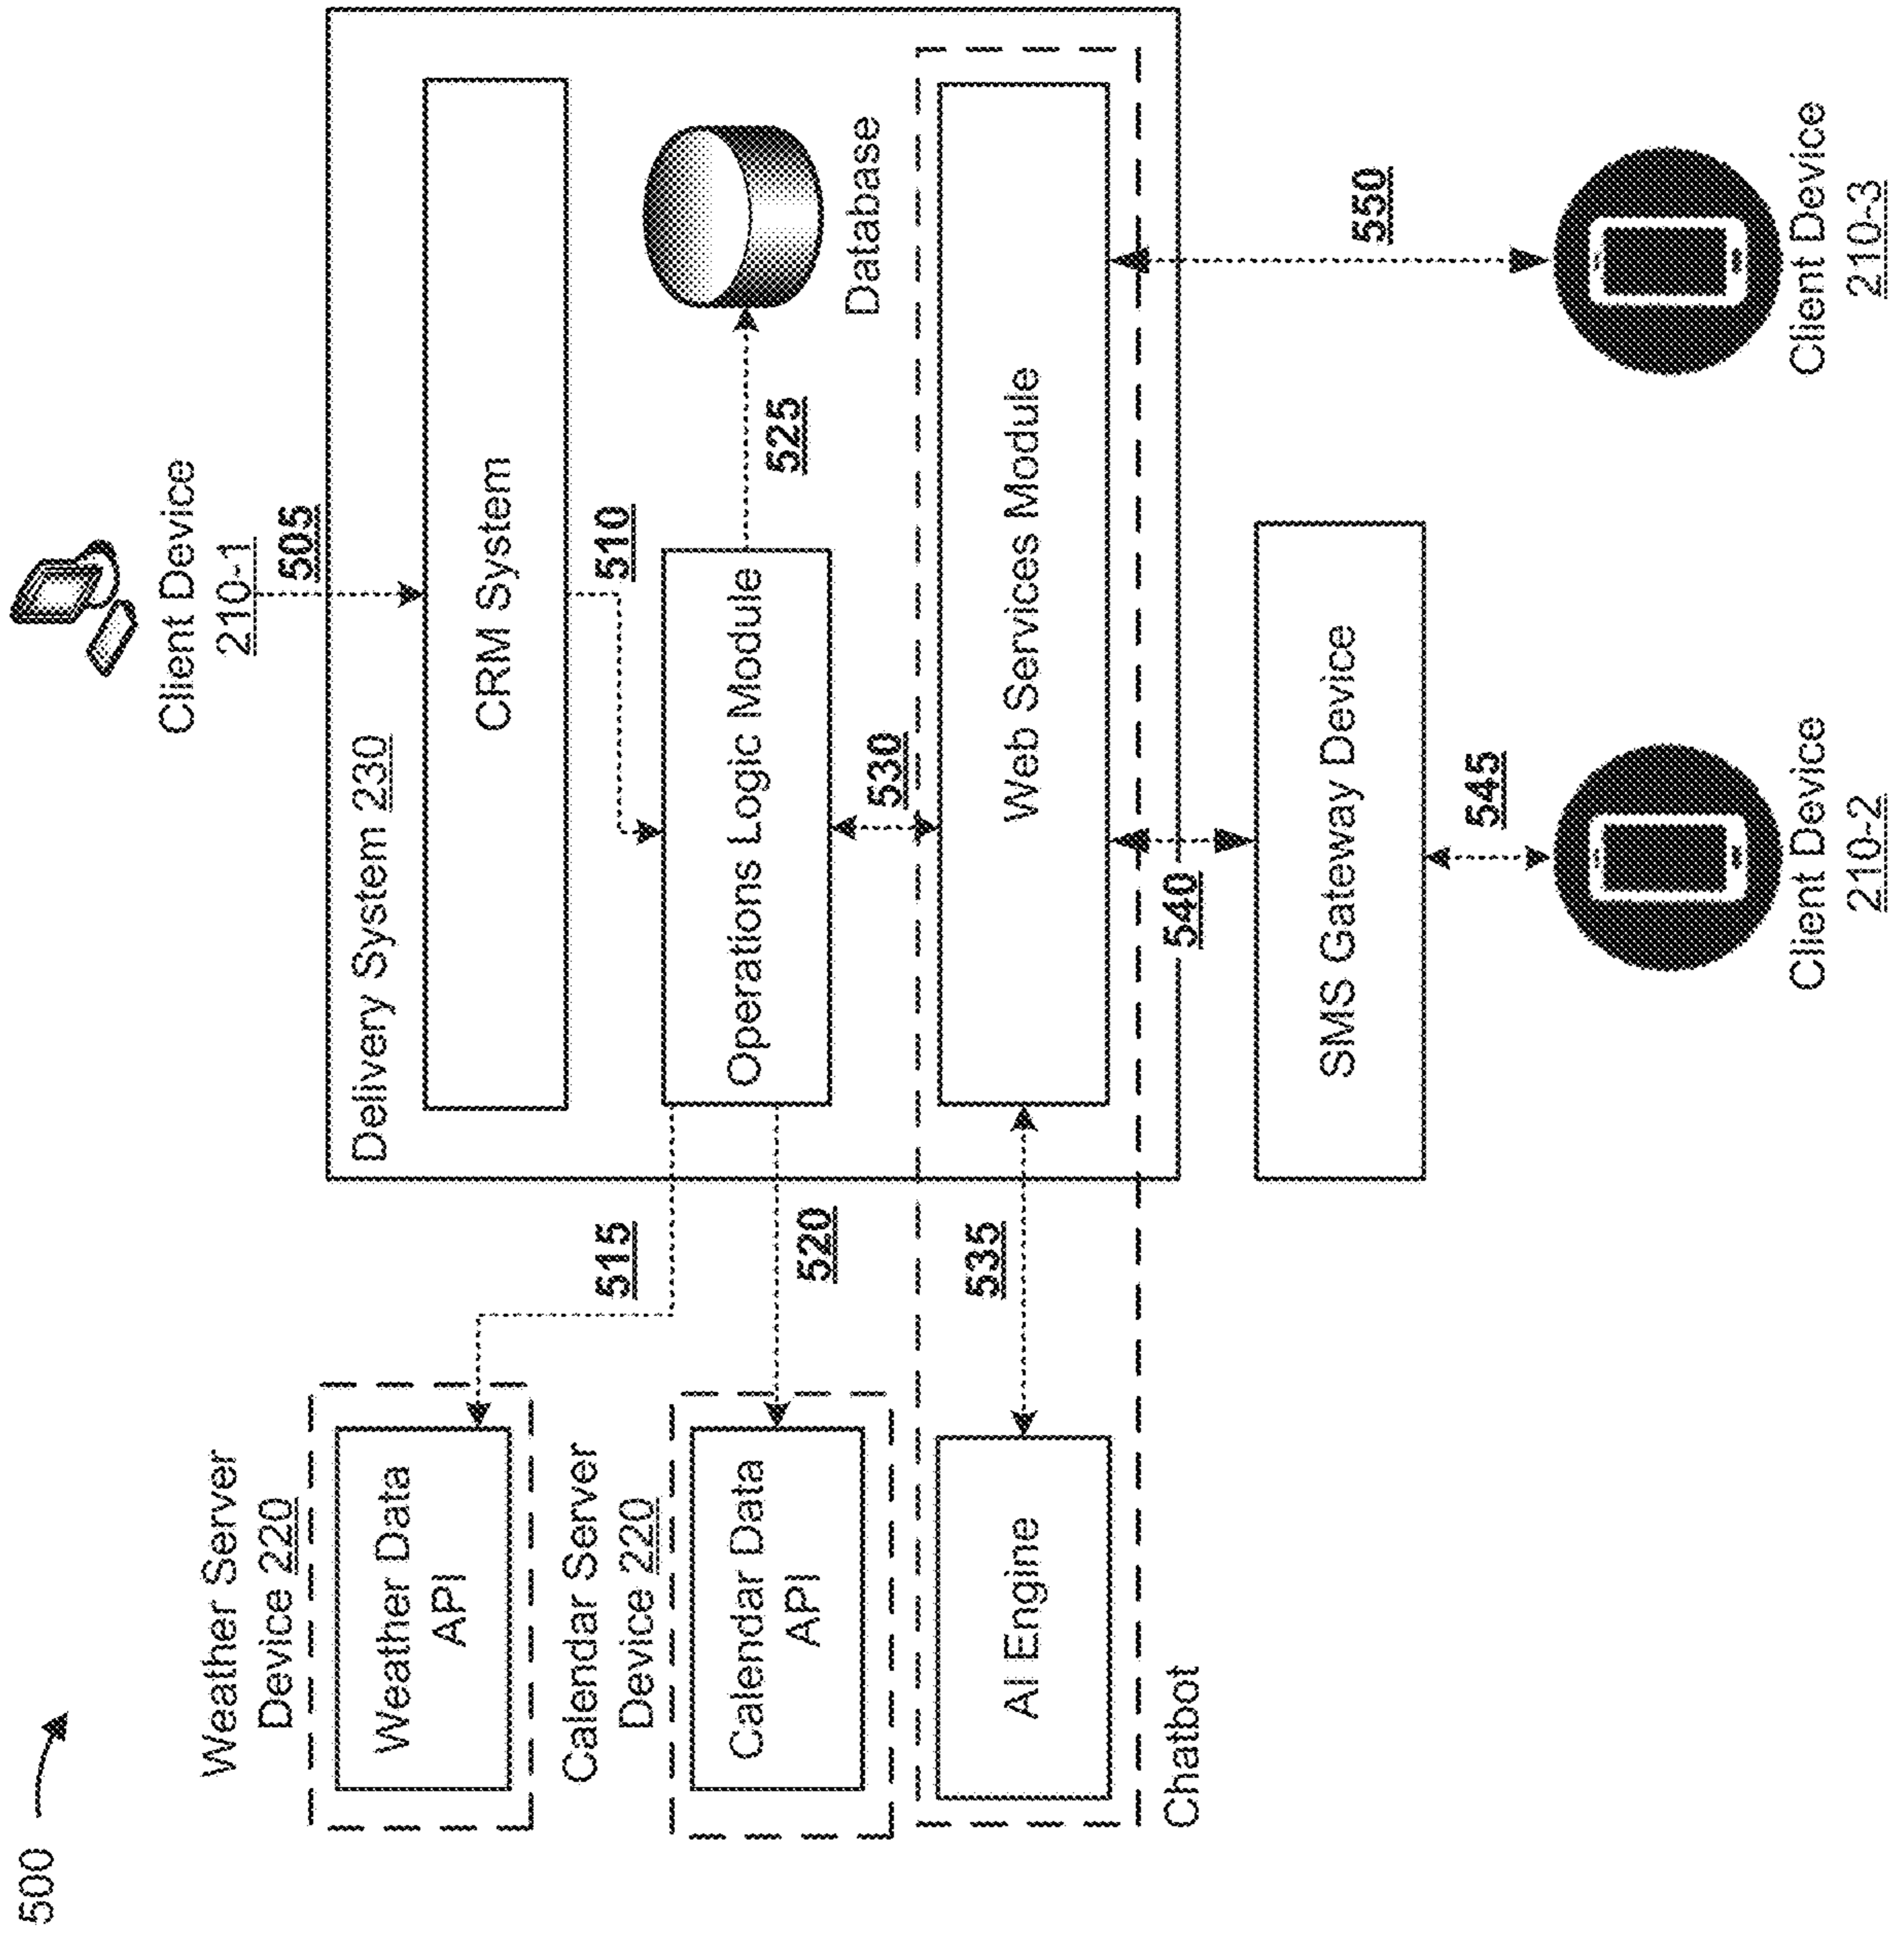 500
Client Device
210-1
505
Weather Server
Device 220
Weather Data
API
515
Delivery System 230
CRM System
510
Calendar Server
Device 220
Calendar Data
API
520
Operations Logic Module
525
Database
530
AI Engine
535
Web Services Module
Chatbot
540
550
SMS Gateway Device
545
Client Device
210-2
Client Device
210-3